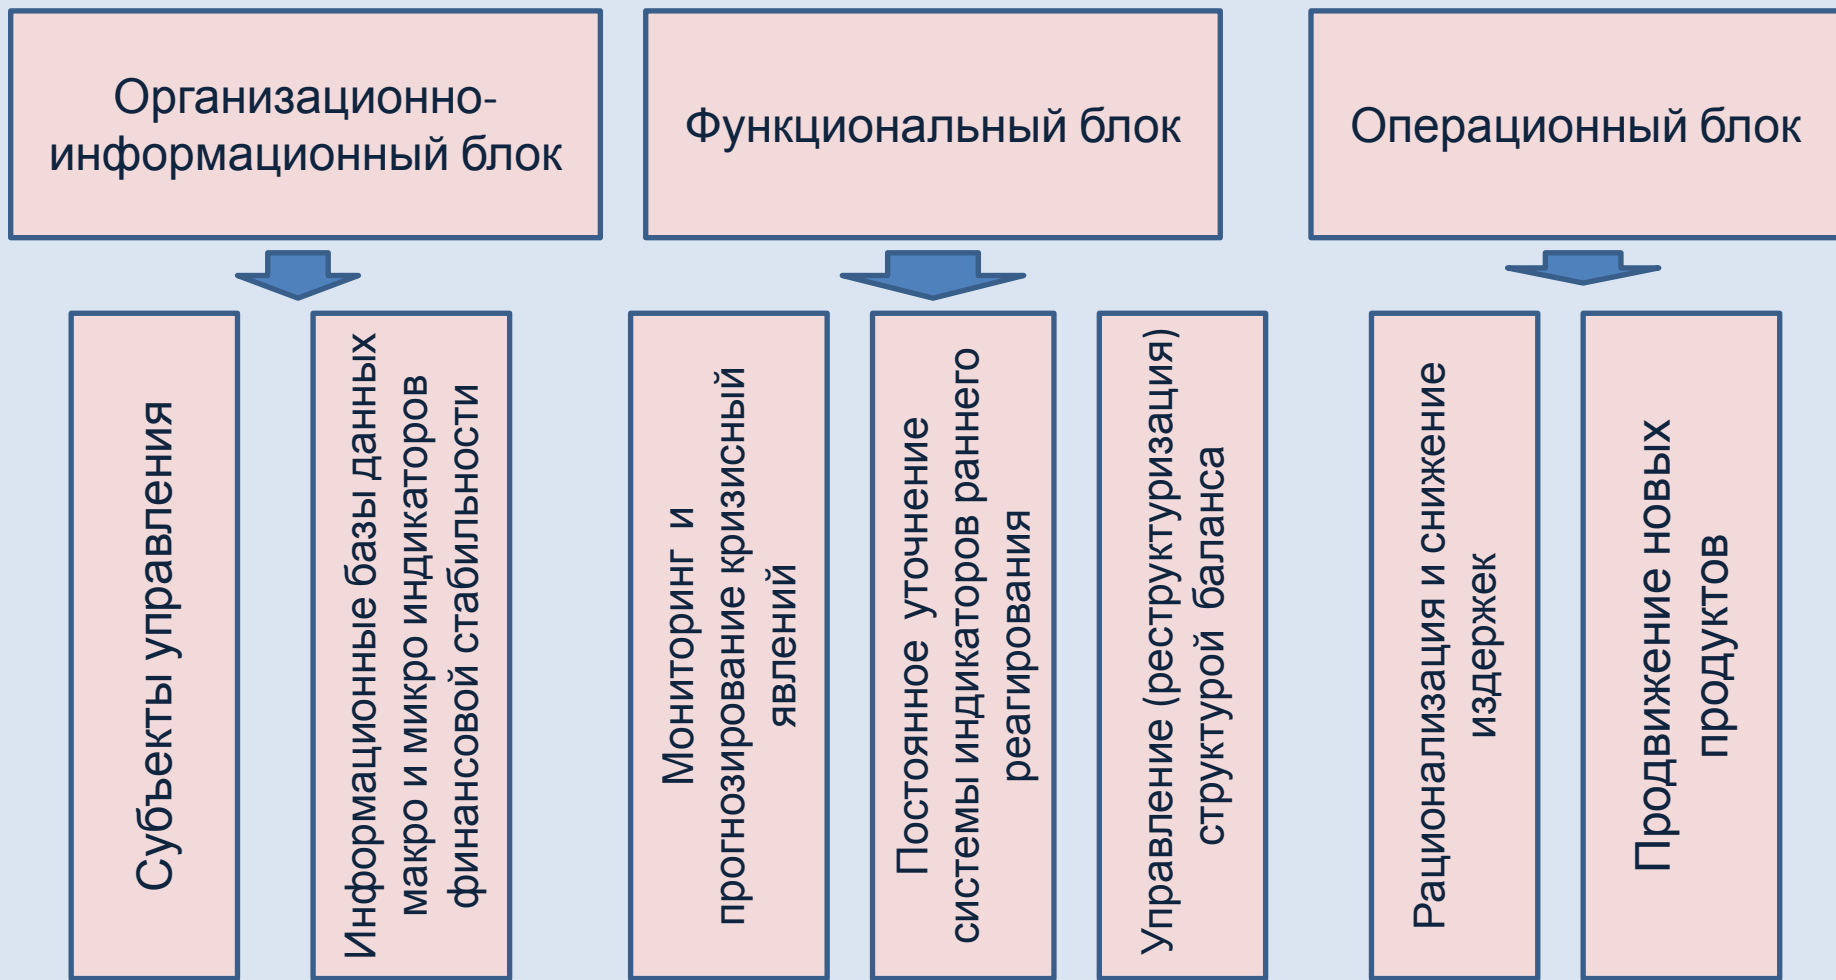 Организационно-
информационный блок
Функциональный блок
Операционный блок
Субъекты управления
Информационные базы данных
макро и микро индикаторов
финансовой стабильности
Мониторинг и
прогнозирование кризисный
явлений
Постоянное уточнение
системы индикаторов раннего
реагирования
Управление (реструктуризация)
структурой баланса
Рационализация и снижение
издержек
Продвижение новых
продуктов